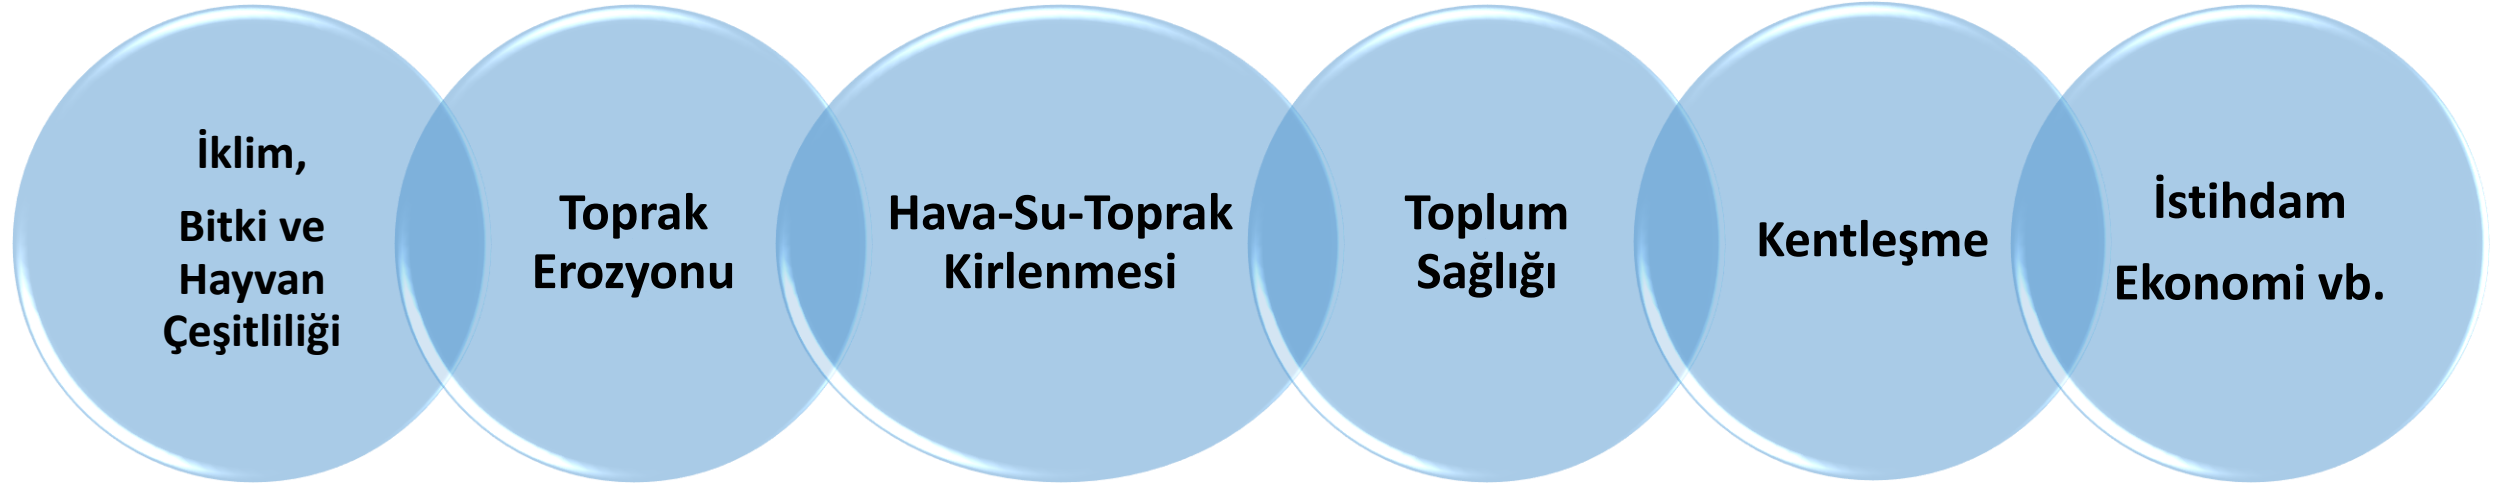 İklim,
Bitki ve
Hayvan
Çeşitliliği
Toprak
Erozyonu
Hava-Su-Toprak
Kirlenmesi
Toplum
Sağlığı
Kentleşme
İstihdam
Ekonomi vb.